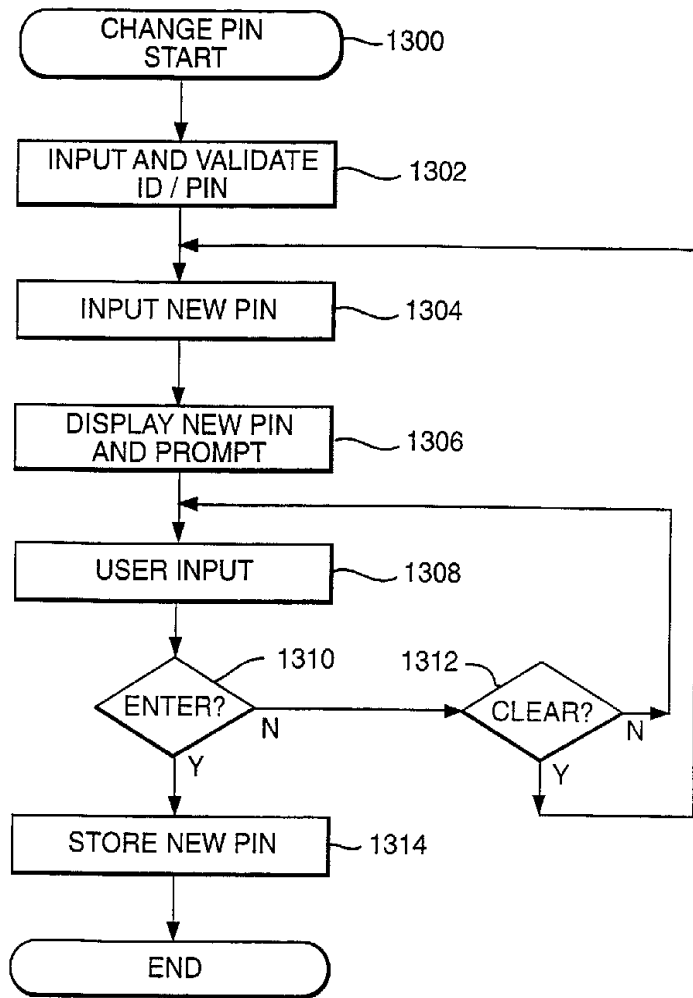 CHANGE PIN
START
1300
INPUT AND VALIDATE
ID / PIN
1302
INPUT NEW PIN
1304
DISPLAY NEW PIN
AND PROMPT
1306
USER INPUT
1308
1310
ENTER?
N
Y
1312
CLEAR?
N
Y
STORE NEW PIN
1314
END